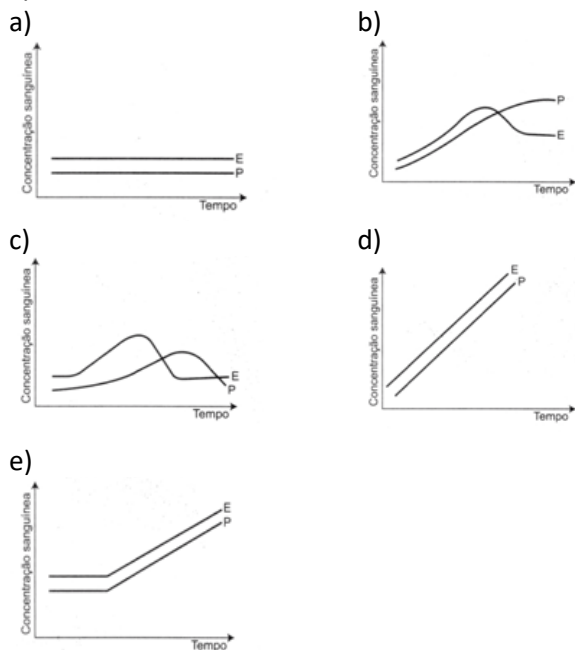 a)
Concentração sanguínea
E
P
Tempo
b)
Concentração sanguínea
P
E
Tempo
c)
Concentração sanguínea
E
P
Tempo
d)
Concentração sanguínea
E
P
Tempo
e)
Concentração sanguínea
E
P
Tempo